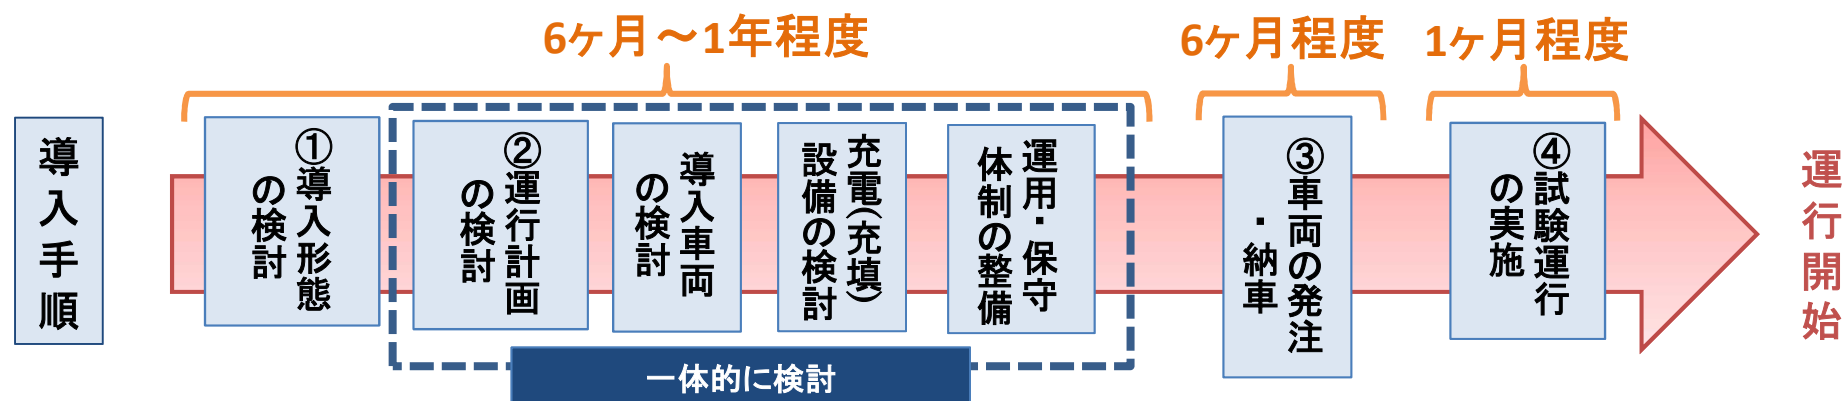 6ヶ月～1年程度
6ヶ月程度
1ヶ月程度
導入手順
①導入形態
の検討
②運行計画
の検討
導入車両
の検討
充電(充填)
設備の検討
運用・保守
体制の整備
③車両の発注
・納車
④試験運行
の実施
運行開始
一体的に検討